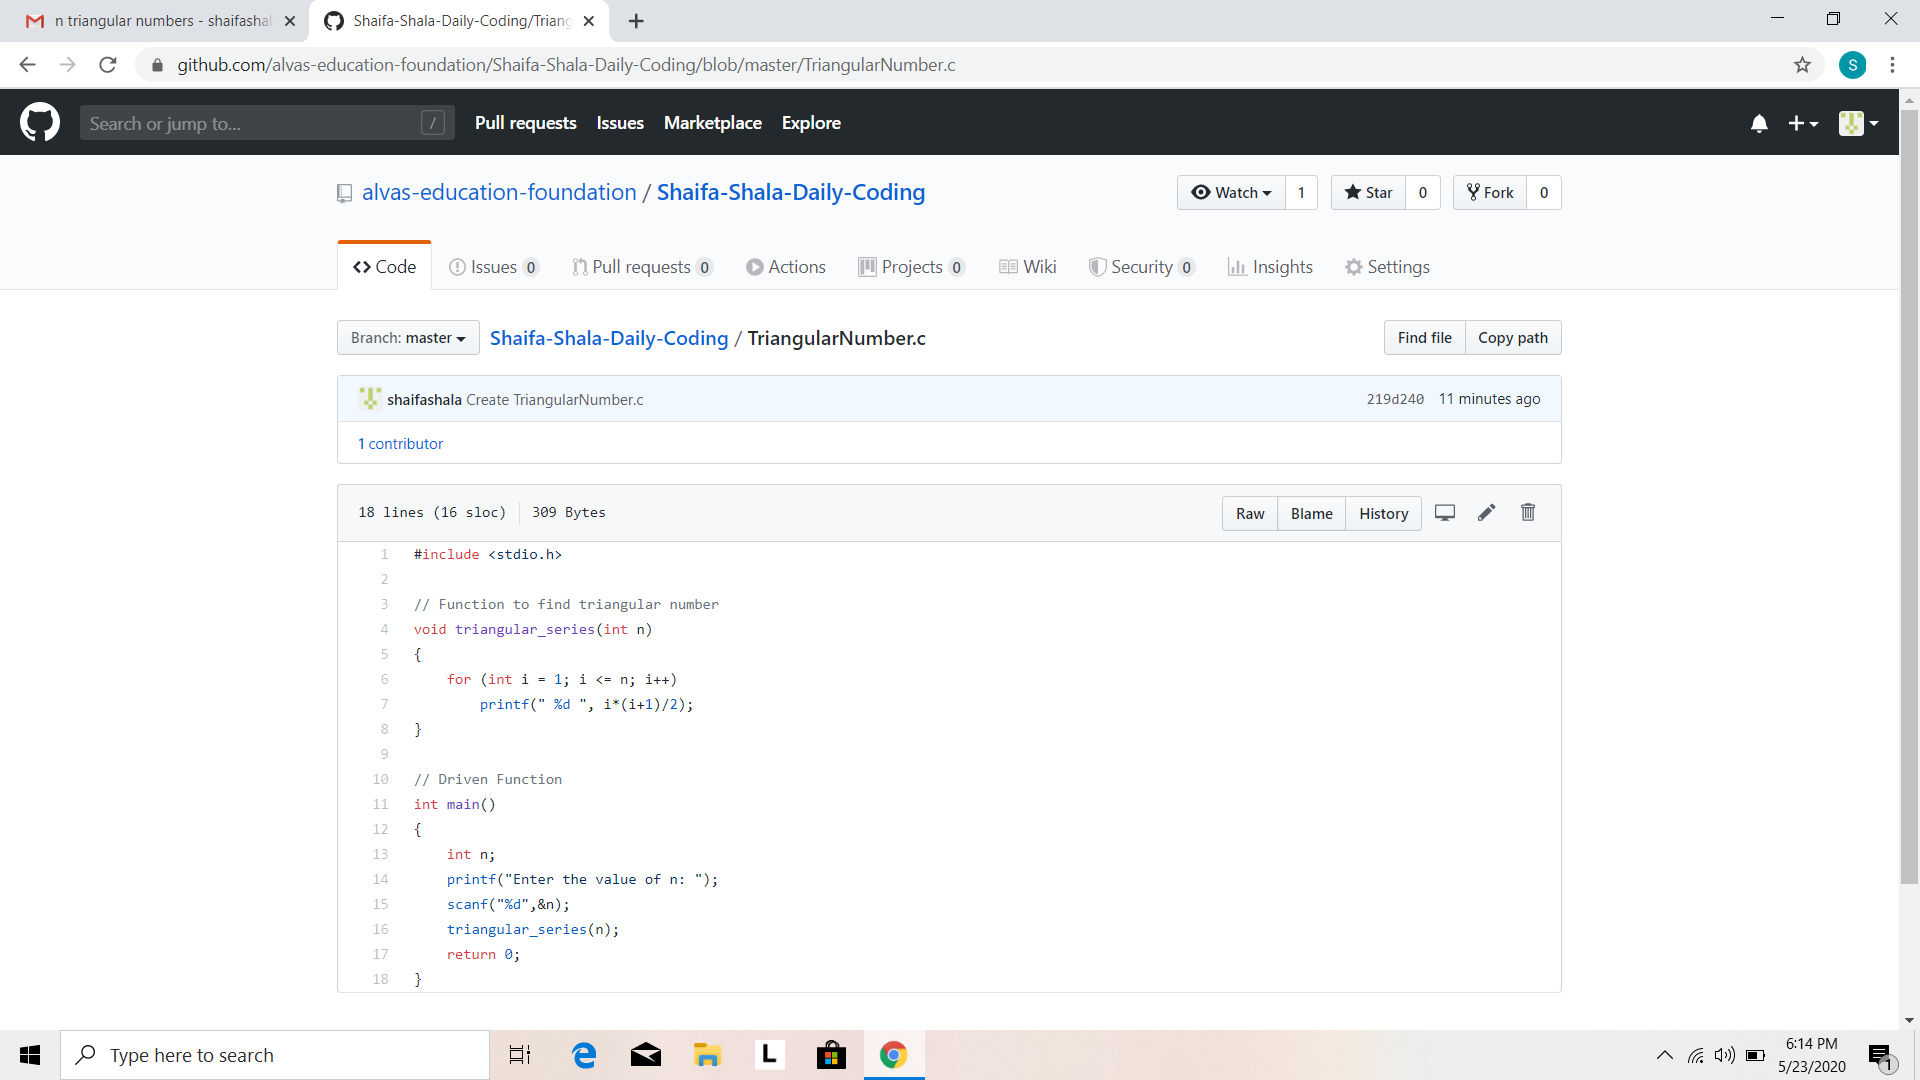 n triangular numbers - shaifashal
Shaifa-Shala-Daily-Coding/Triang
github.com/alvas-education-foundation/Shaifa-Shala-Daily-Coding/blob/master/TriangularNumber.c
S
Search or jump to...
/
Pull requests
Issues
Marketplace
Explore
alvas-education-foundation / Shaifa-Shala-Daily-Coding
Watch 1
Star 0
Fork 0
Code
Issues 0
Pull requests 0
Actions
Projects 0
Wiki
Security 0
Insights
Settings
Branch: master
Shaifa-Shala-Daily-Coding / TriangularNumber.c
Find file
Copy path
shaifashala Create TriangularNumber.c
219d240 11 minutes ago
1 contributor
18 lines (16 sloc) 309 Bytes
Raw
Blame
History
1 #include <stdio.h>
2
3 // Function to find triangular number
4 void triangular_series(int n)
5 {
6     for (int i = 1; i <= n; i++)
7         printf(" %d ", i*(i+1)/2);
8 }
9
10 // Driven Function
11 int main()
12 {
13     int n;
14     printf("Enter the value of n: ");
15     scanf("%d",&n);
16     triangular_series(n);
17     return 0;
18 }
Type here to search
L
6:14 PM
5/23/2020
1